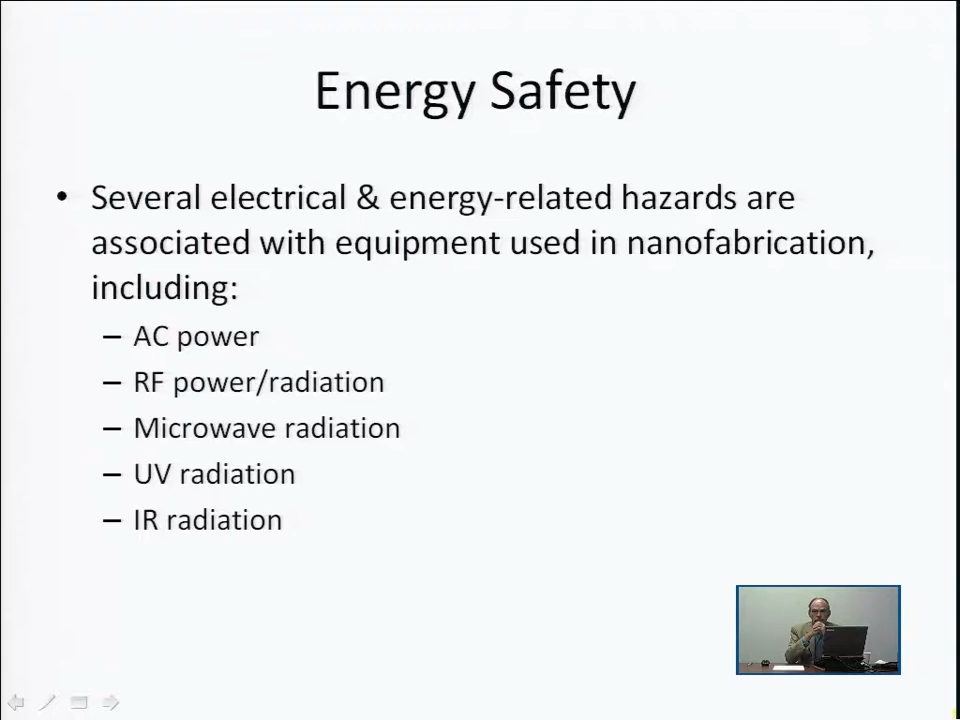 Energy Safety
• Several electrical & energy-related hazards are
associated with equipment used in nanofabrication,
including:
– AC power
– RF power/radiation
– Microwave radiation
– UV radiation
– IR radiation